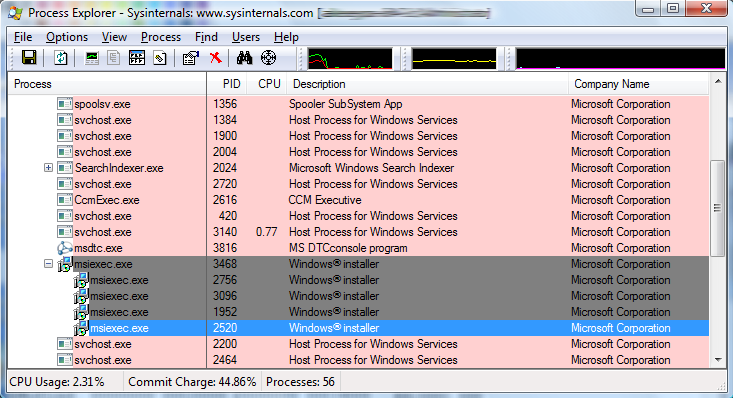 Process Explorer - Sysinternals: www.sysinternals.com [
File Options View Process Find Users Help
Process PID CPU Description Company Name
spoolsv.exe 1356 Spooler SubSystem App Microsoft Corporation
svchost.exe 1384 Host Process for Windows Services Microsoft Corporation
svchost.exe 1900 Host Process for Windows Services Microsoft Corporation
svchost.exe 2004 Host Process for Windows Services Microsoft Corporation
SearchIndexer.exe 2024 Microsoft Windows Search Indexer Microsoft Corporation
svchost.exe 2720 Host Process for Windows Services Microsoft Corporation
CcmExec.exe 2616 CCM Executive Microsoft Corporation
svchost.exe 420 Host Process for Windows Services Microsoft Corporation
svchost.exe 3140 0.77 Host Process for Windows Services Microsoft Corporation
msdtc.exe 3816 MS DTCconsole program Microsoft Corporation
msiexec.exe 3468 Windows® installer Microsoft Corporation
msiexec.exe 2756 Windows® installer Microsoft Corporation
msiexec.exe 3096 Windows® installer Microsoft Corporation
msiexec.exe 1952 Windows® installer Microsoft Corporation
msiexec.exe 2520 Windows® installer Microsoft Corporation
svchost.exe 2200 Host Process for Windows Services Microsoft Corporation
svchost.exe 2464 Host Process for Windows Services Microsoft Corporation
CPU Usage: 2.31% Commit Charge: 44.86% Processes: 56